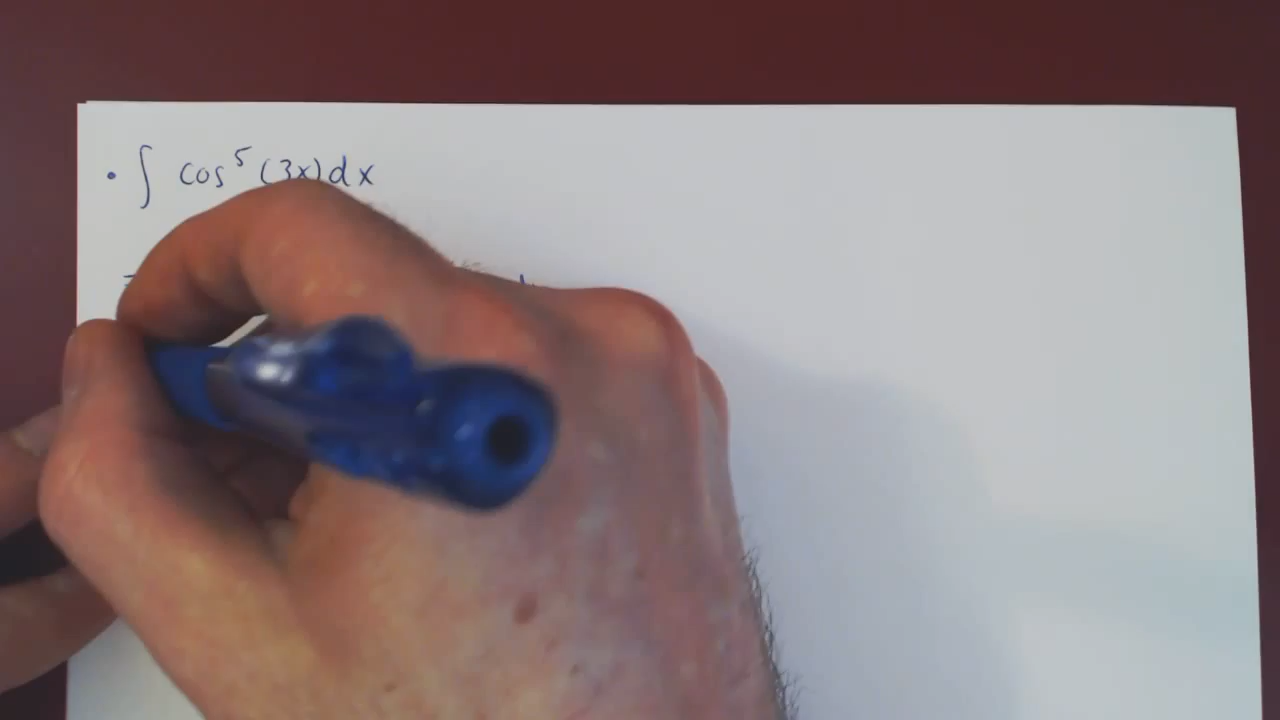 • ∫ cos⁵ (3x) dx